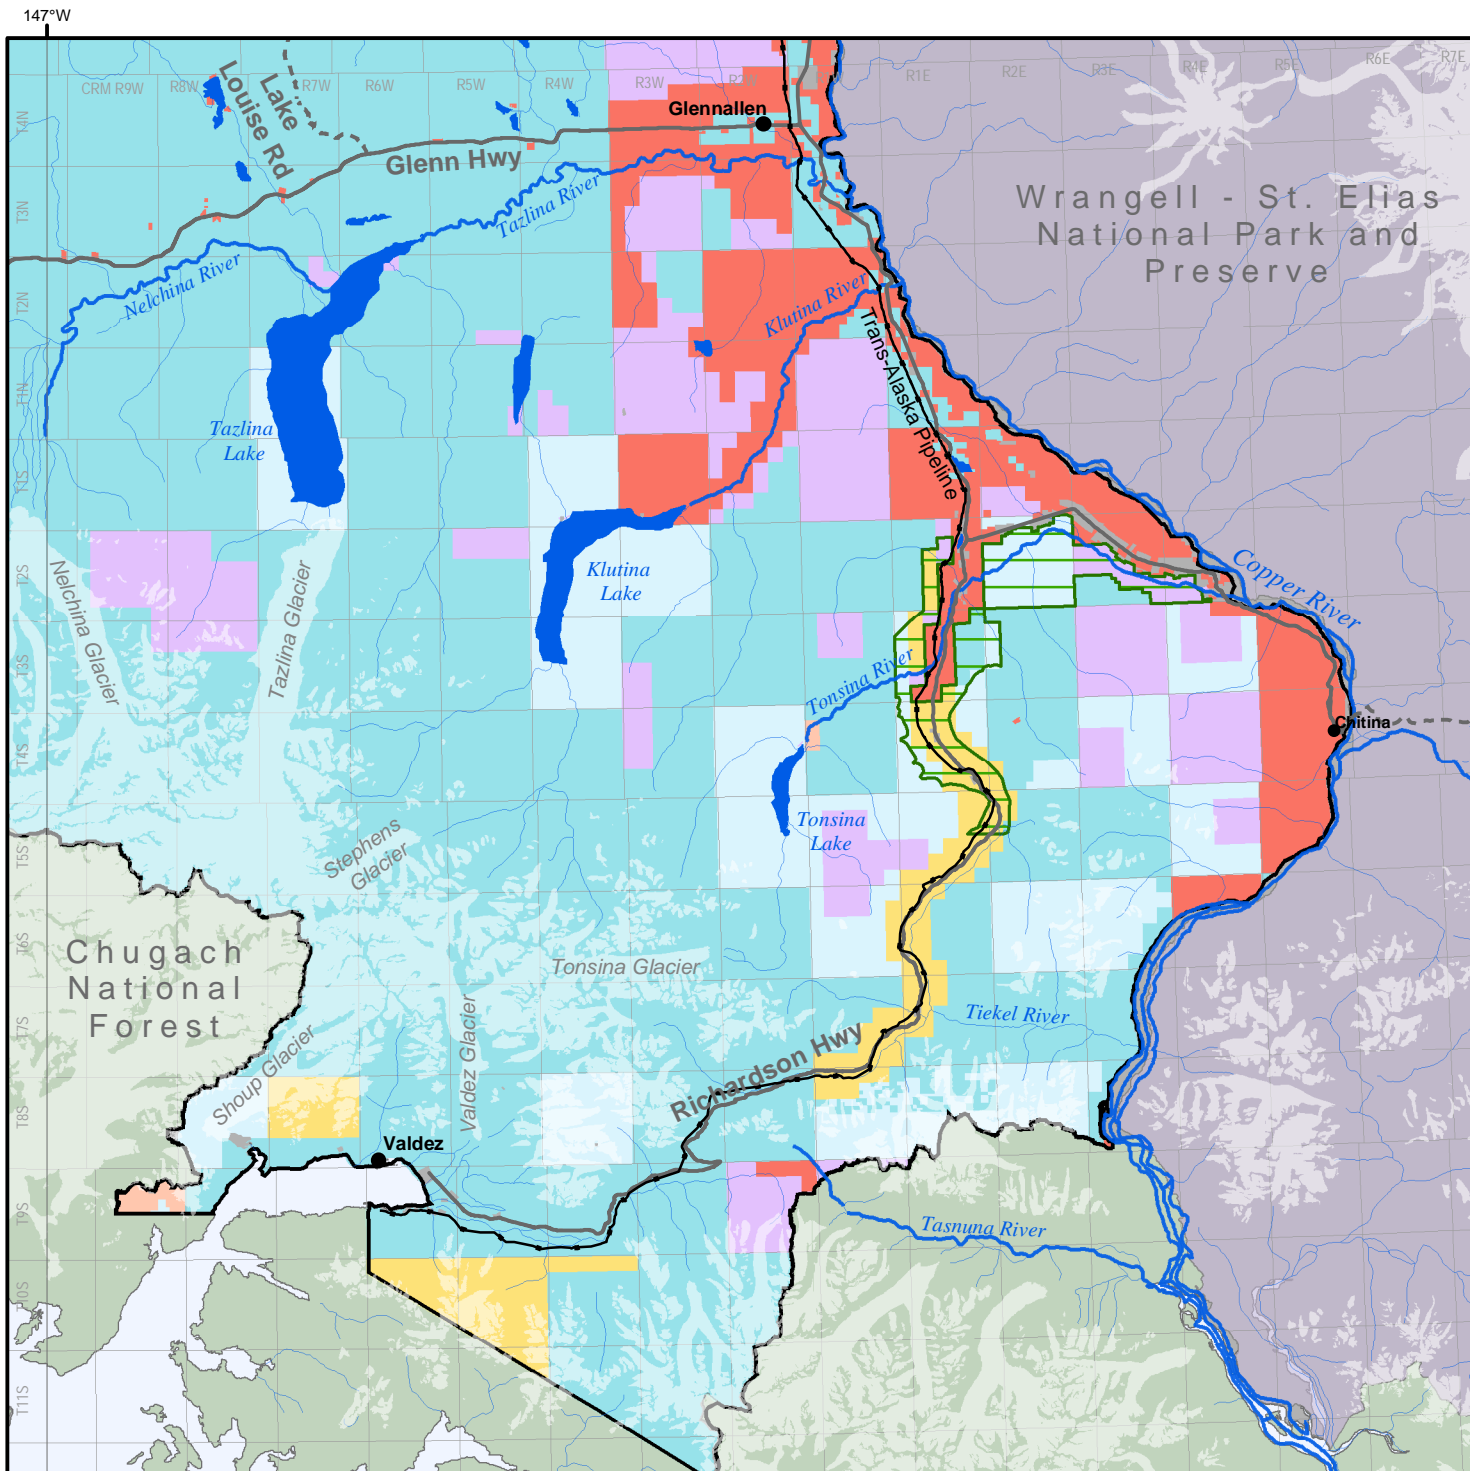 147°W
CRM R9W
R8W
R7W
R6W
R5W
R4W
R3W
R1E
R2E
R3E
R4E
R5E
R6E
R7E
T4N
T3N
T2N
T1N
T1S
T2S
T3S
T4S
T5S
T6S
T7S
T8S
T9S
T10S
T11S
Lake
Louise Rd
Glennallen
Glenn Hwy
Tazlina River
Nelchina River
Wrangell - St. Elias
National Park and
Preserve
Klutina River
Trans-Alaska Pipeline
Tazlina
Lake
Klutina
Lake
Nelchina Glacier
Tazlina Glacier
Copper River
Tonsina River
Chitina
Tonsina
Lake
Stephens
Glacier
Chugach
National
Forest
Tonsina Glacier
Tiekel River
Valdez Glacier
Shoup Glacier
Richardson Hwy
Valdez
Tasnuna River